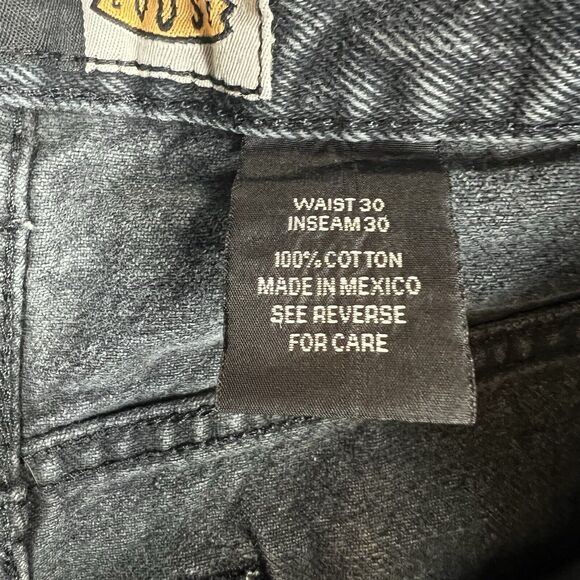 WAIST 30
INSEAM 30
100% COTTON
MADE IN MEXICO
SEE REVERSE
FOR CARE